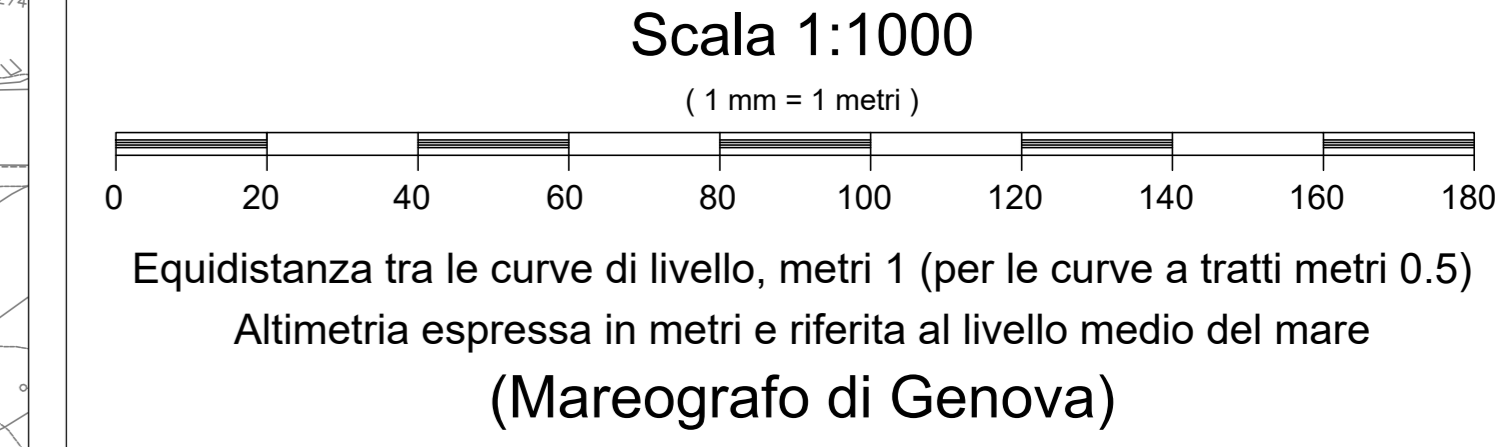 Scala 1:1000
( 1 mm = 1 metri )
0 20 40 60 80 100 120 140 160 180
Equidistanza tra le curve di livello, metri 1 (per le curve a tratti metri 0.5)
Altimetria espressa in metri e riferita al livello medio del mare
(Mareografo di Genova)